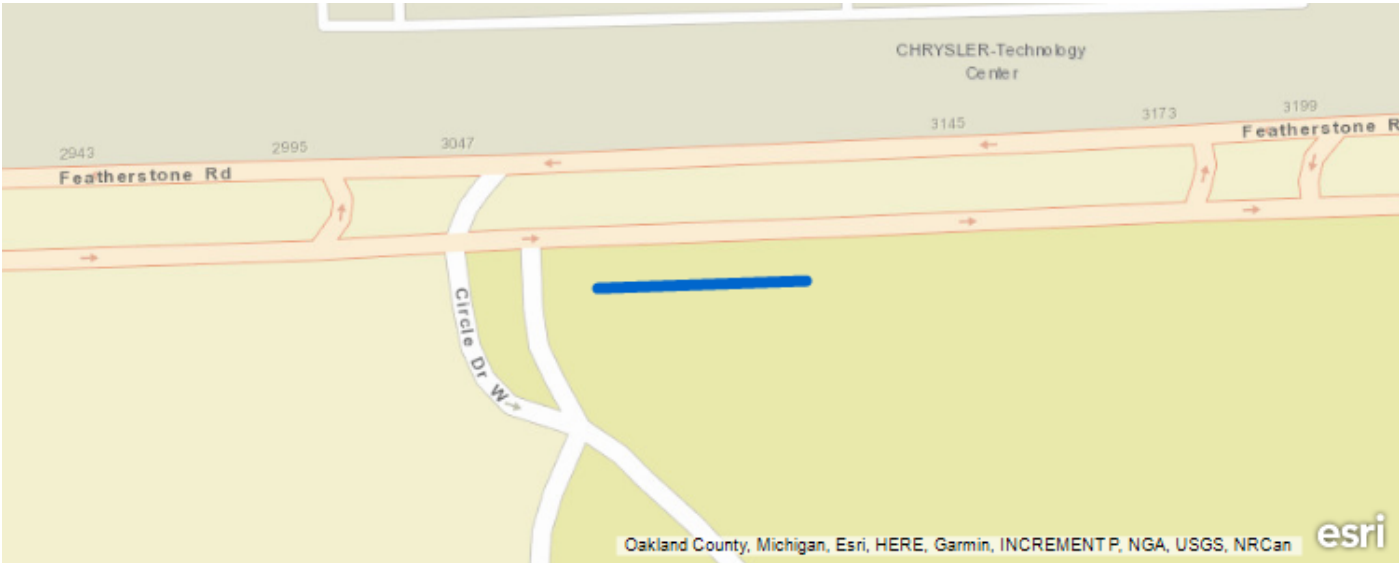 CHRYSLER-Technology
Center
3199
3173
3145
Featherstone R
3047
2995
2943
Featherstone Rd
Circle Dr W
Oakland County, Michigan, Esri, HERE, Garmin, INCREMENT P, NGA, USGS, NRCan
esri